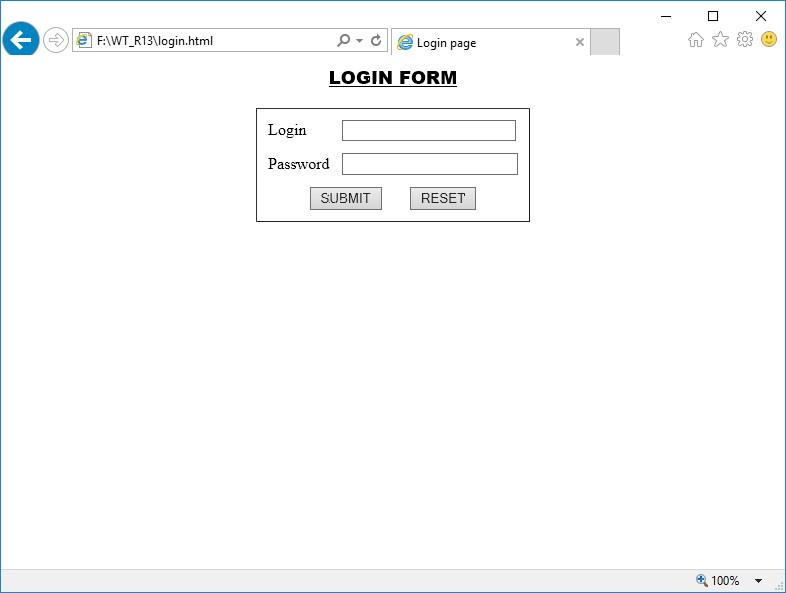 F:\WT_R13\login.html
Login page
LOGIN FORM
Login
Password
SUBMIT RESET
100%